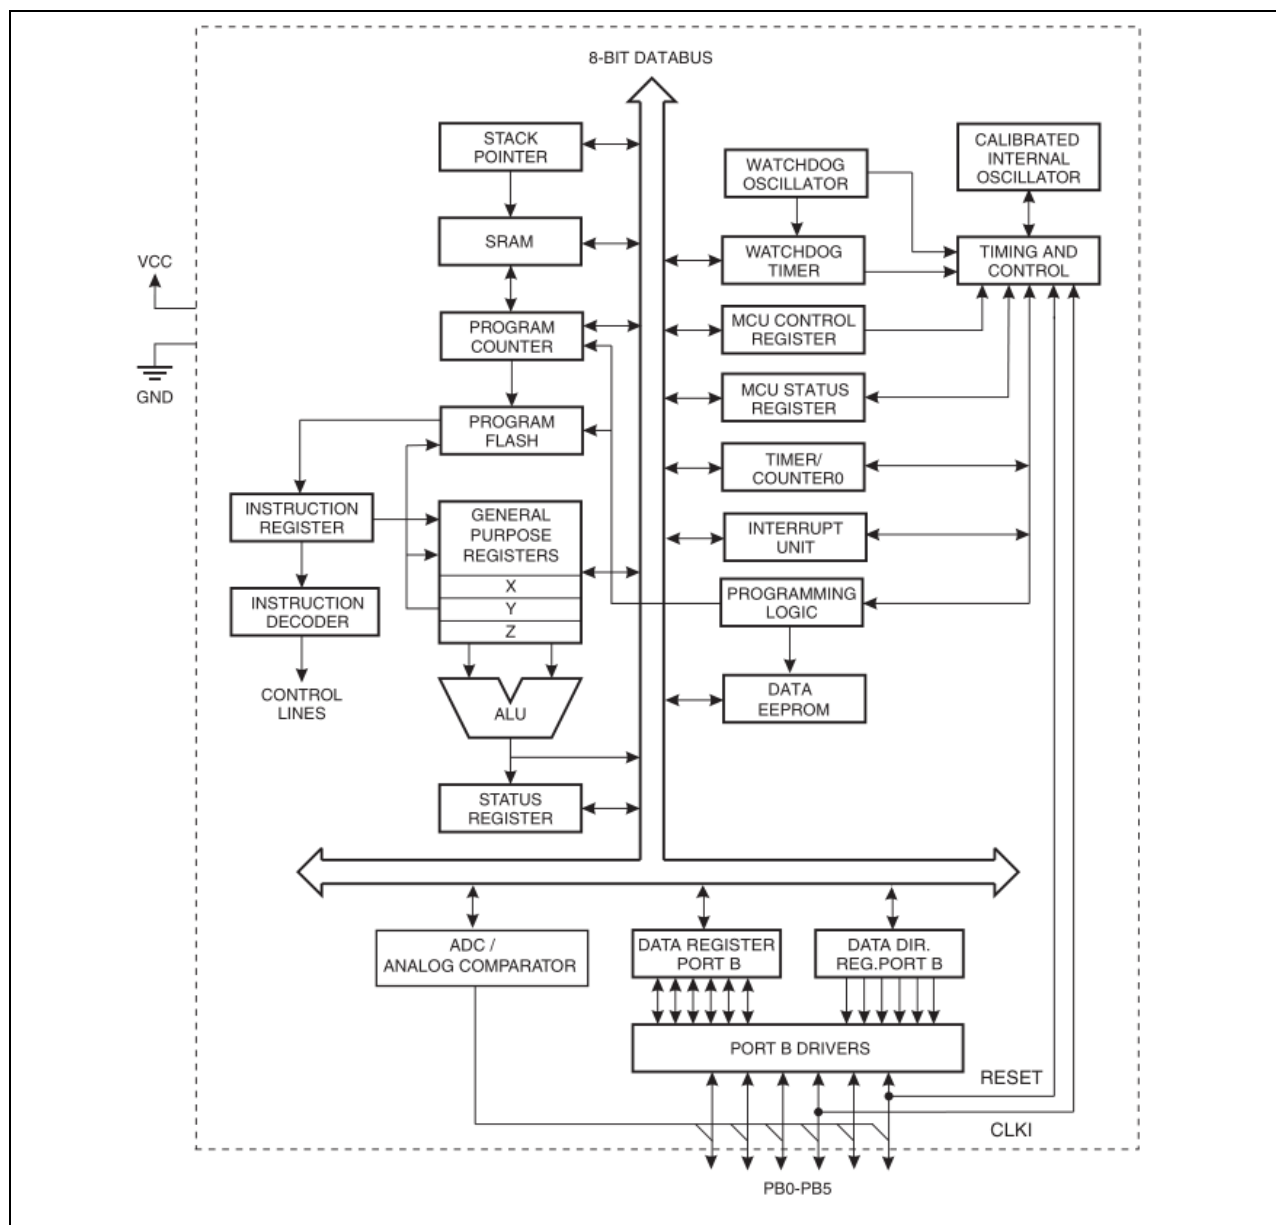 8-BIT DATABUS
STACK
POINTER
WATCHDOG
OSCILLATOR
CALIBRATED
INTERNAL
OSCILLATOR
SRAM
WATCHDOG
TIMER
TIMING AND
CONTROL
VCC
GND
PROGRAM
COUNTER
MCU CONTROL
REGISTER
MCU STATUS
REGISTER
PROGRAM
FLASH
TIMER/
COUNTER0
INSTRUCTION
REGISTER
GENERAL
PURPOSE
REGISTERS
X
Y
Z
INTERRUPT
UNIT
INSTRUCTION
DECODER
PROGRAMMING
LOGIC
CONTROL
LINES
ALU
DATA
EEPROM
STATUS
REGISTER
ADC /
ANALOG COMPARATOR
DATA REGISTER
PORT B
DATA DIR.
REG.PORT B
PORT B DRIVERS
RESET
CLKI
PB0-PB5